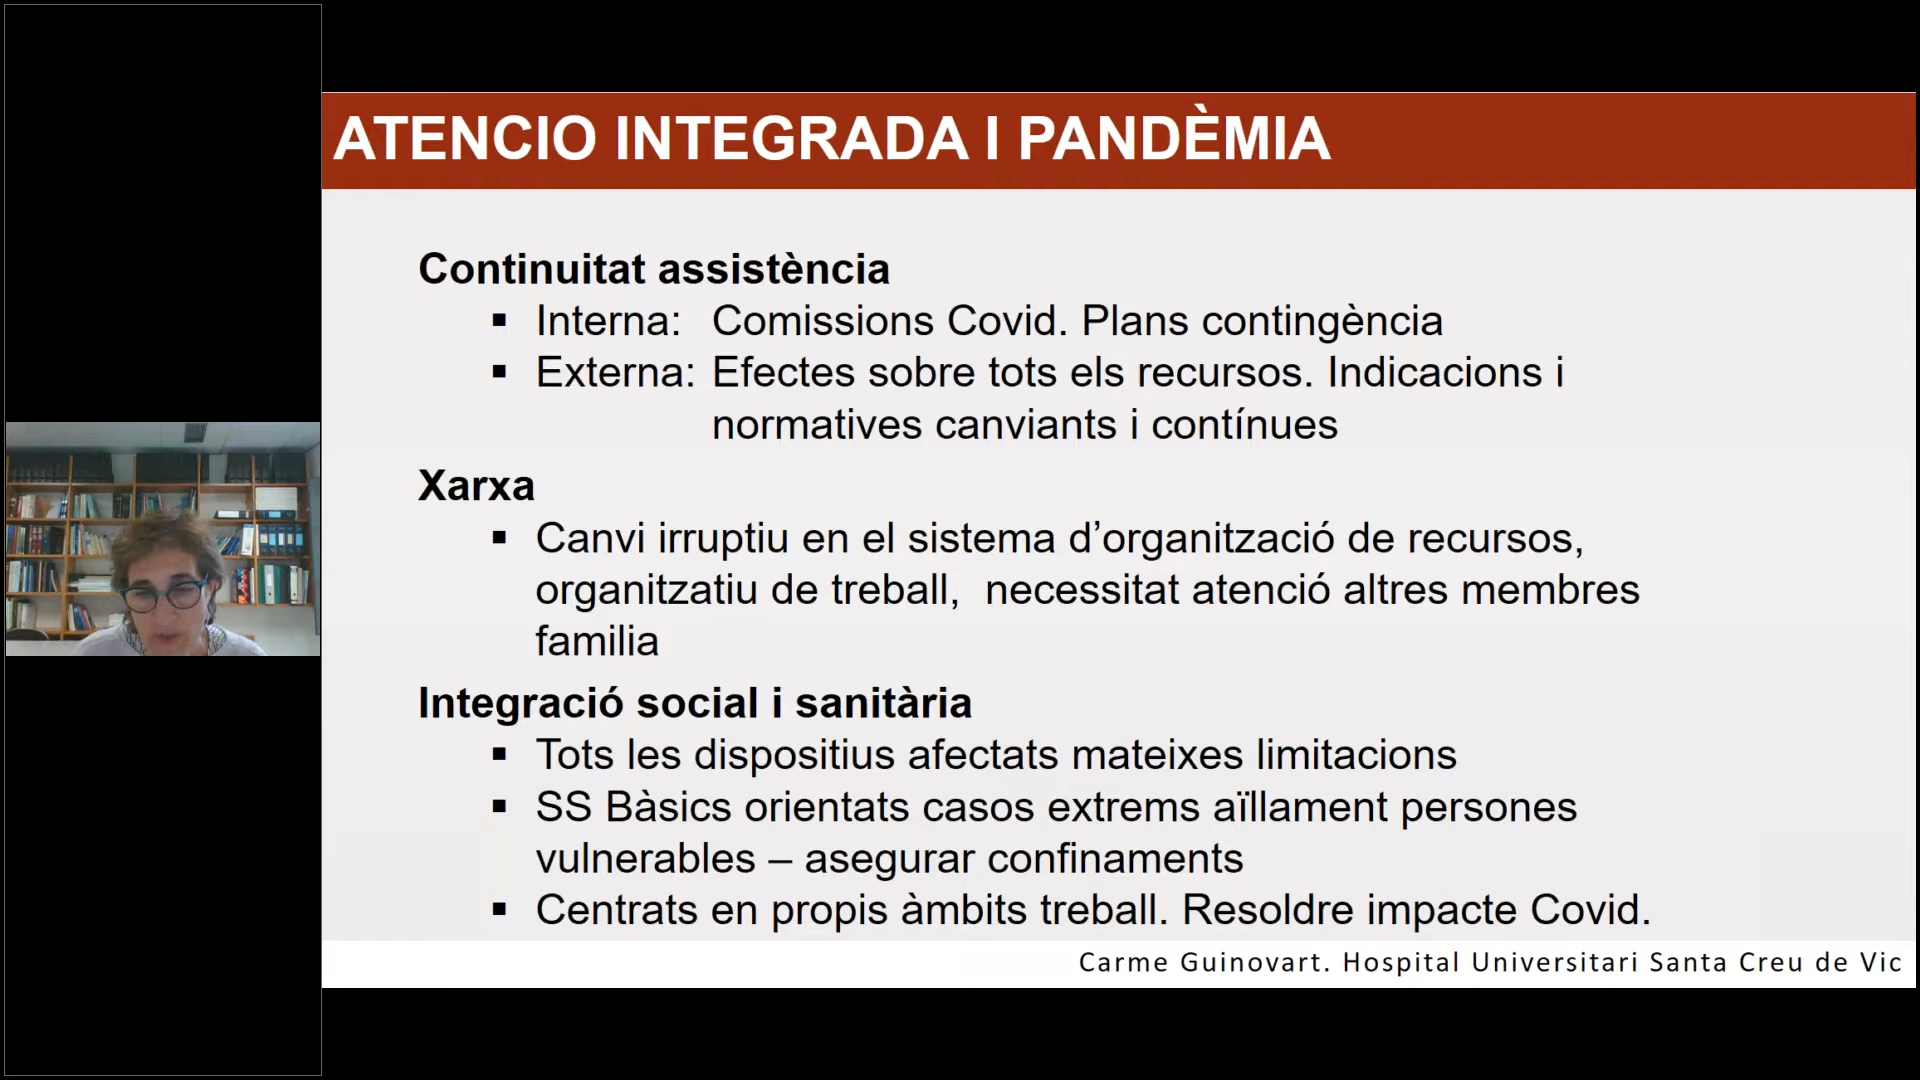 ATENCIO INTEGRADA I PANDÈMIA
Continuitat assistència
▪ Interna: Comissions Covid. Plans contingència
▪ Externa: Efectes sobre tots els recursos. Indicacions i
normatives canviants i contínues
Xarxa
▪ Canvi irruptiu en el sistema d’organització de recursos,
organitzatiu de treball, necessitat atenció altres membres
familia
Integració social i sanitària
▪ Tots les dispositius afectats mateixes limitacions
▪ SS Bàsics orientats casos extrems aïllament persones
vulnerables – asegurar confinaments
▪ Centrats en propis àmbits treball. Resoldre impacte Covid.
Carme Guinovart. Hospital Universitari Santa Creu de Vic